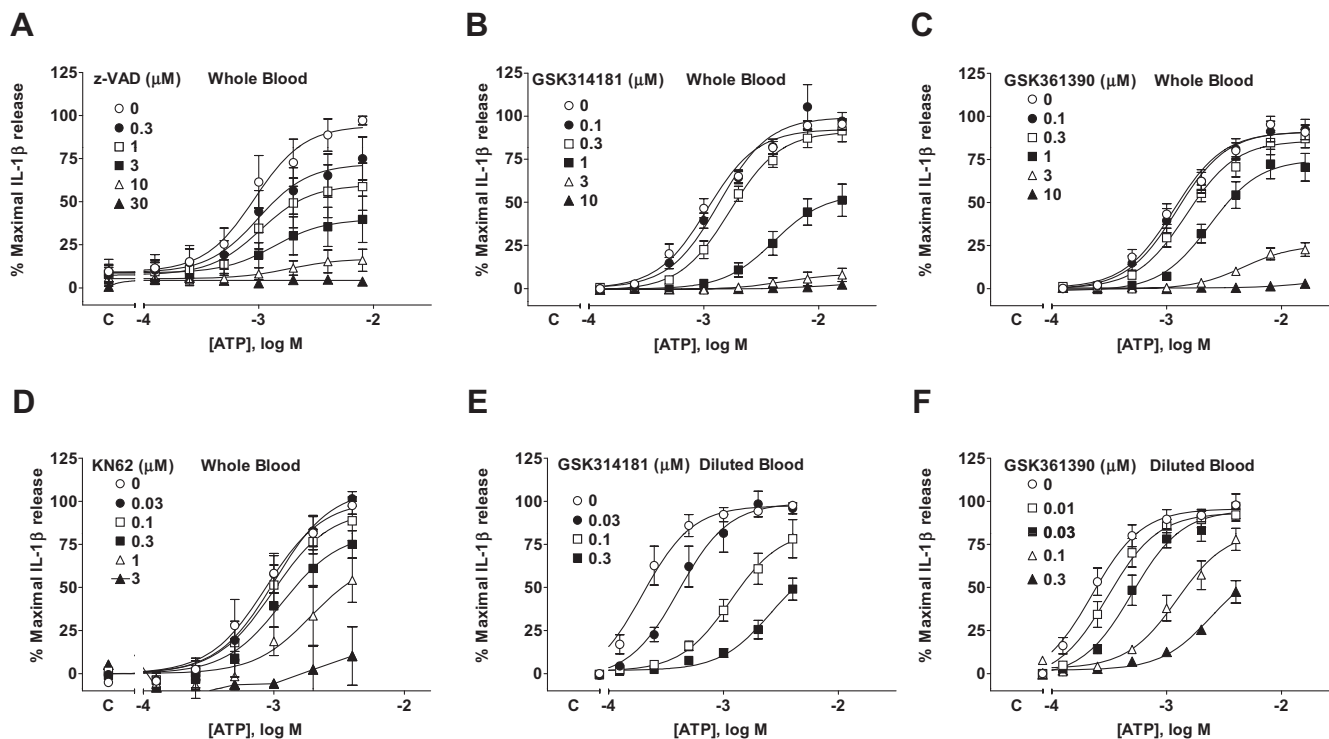 A
z-VAD (μM) Whole Blood
0
0.3
1
3
10
30
% Maximal IL-1β release
125
100
75
50
25
0
C -4 -3 -2
[ATP], log M
B
GSK314181 (μM) Whole Blood
0
0.1
0.3
1
3
10
% Maximal IL-1β release
125
100
75
50
25
0
C -4 -3 -2
[ATP], log M
C
GSK361390 (μM) Whole Blood
0
0.1
0.3
1
3
10
% Maximal IL-1β release
125
100
75
50
25
0
C -4 -3 -2
[ATP], log M
D
KN62 (μM) Whole Blood
0
0.03
0.1
0.3
1
3
% Maximal IL-1β release
125
100
75
50
25
0
C -4 -3 -2
[ATP], log M
E
GSK314181 (μM) Diluted Blood
0
0.03
0.1
0.3
% Maximal IL-1β release
125
100
75
50
25
0
C -4 -3 -2
[ATP], log M
F
GSK361390 (μM) Diluted Blood
0
0.01
0.03
0.1
0.3
% Maximal IL-1β release
125
100
75
50
25
0
C -4 -3 -2
[ATP], log M